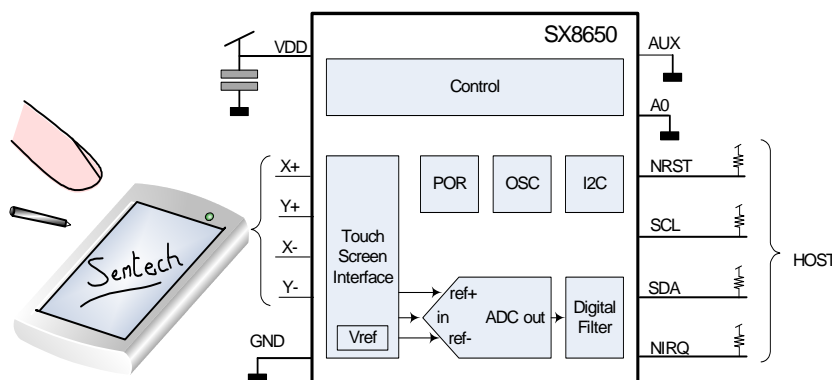 SX8650
VDD
AUX
Control
A0
X+
Y+
X-
Y-
POR
OSC
I2C
NRST
SCL
SDA
NIRQ
HOST
Touch
Screen
Interface
Vref
ref+
in
ref-
ADC out
Digital
Filter
GND
Semtech